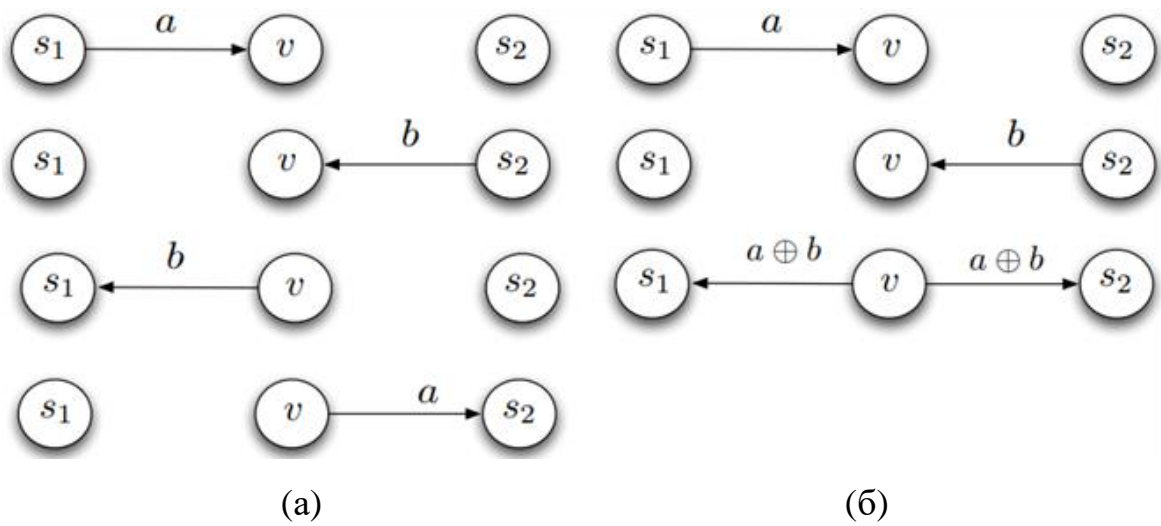 a a
s₁ v s₂ s₁ v s₂
b b
s₁ v s₂ s₁ v s₂
b a ⊕ b a ⊕ b
s₁ v s₂ s₁ v s₂
a
s₁ v s₂
(а) (б)